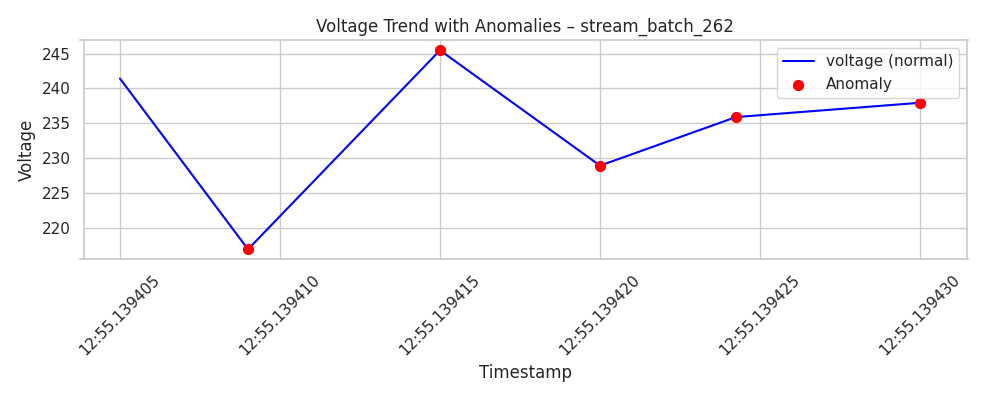 Voltage Trend with Anomalies – stream_batch_262
voltage (normal)
Anomaly
Voltage
245
240
235
230
225
220
12:55.139405
12:55.139410
12:55.139415
12:55.139420
12:55.139425
12:55.139430
Timestamp